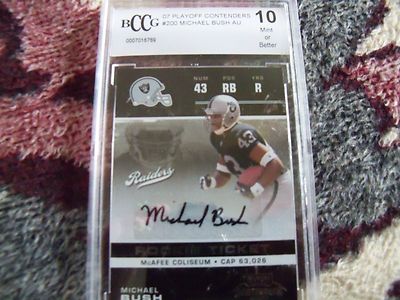 BCCG
07 PLAYOFF CONTENDERS
#200 MICHAEL BUSH AU
0007016769
10
Mint
or
Better
NUM POS YRS
43 RB R
43
Raiders
Michael Bush
ROOKIE TICKET
McAFEE COLISEUM • CAP 63,026
MICHAEL
BUSH